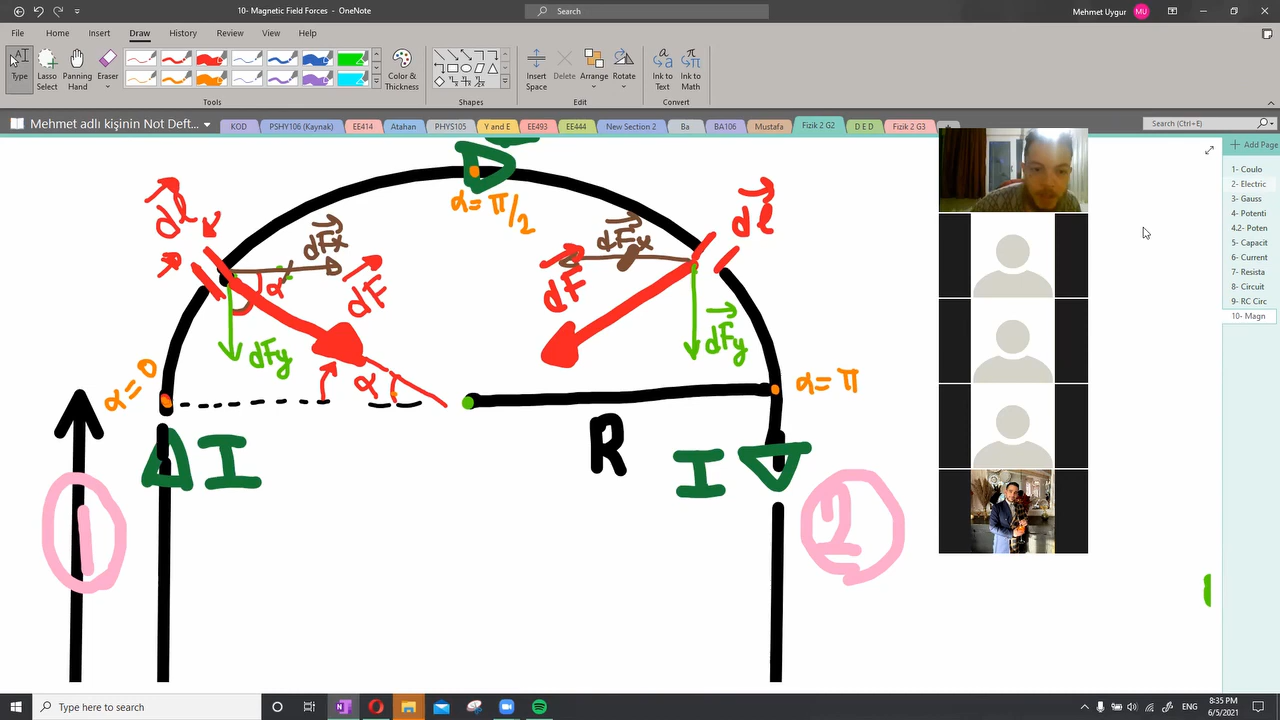 10- Magnetic Field Forces - OneNote
Search
Mehmet Uygur
MU
File
Home
Insert
Draw
History
Review
View
Help
Type
Lasso Select
Panning Hand
Eraser
Color & Thickness
Insert Space
Delete
Arrange
Rotate
Ink to Text
Ink to Math
Tools
Shapes
Edit
Convert
Mehmet adlı kişinin Not Deft...
KOD
PSHY106 (Kaynak)
EE414
Atahan
PHYS105
Y and E
EE493
EE444
New Section 2
Ba
BA106
Mustafa
Fizik 2 G2
D E D
Fizik 2 G3
Search (Ctrl+E)
Add Page
1- Coulo
2- Electric
3- Gauss
4- Potenti
4.2- Poten
5- Capacit
6- Current
7- Resista
8- Circuit
9- RC Circ
10- Magn
α = π/2
dl
dl
dFx
dFx
α
dF
dF
dFy
dFy
α
α=0
α = π
R
I
I
1
2
Type here to search
ENG
8:35 PM
6/5/2021